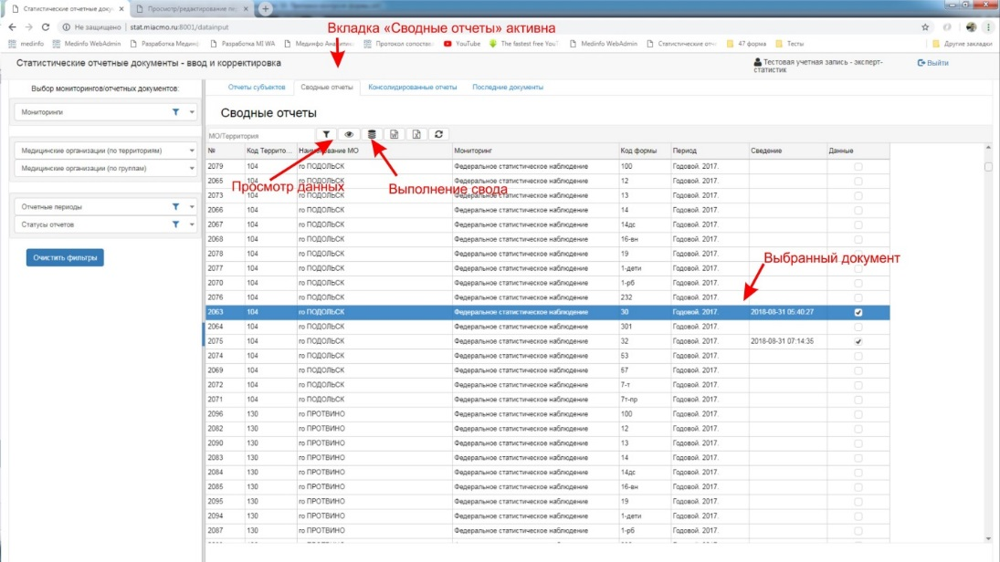 Статистические отчетные доку
Просмотр/редактирование пе
Не защищено | stat.miacmo.ru:8001/datainput
Вкладка «Сводные отчеты» активна
medinfo Medinfo WebAdmin Разработка Медин Разработка MI WA Мединфо Протокол сопостав YouTube The fastest free You Medinfo WebAdmin Статистические отч 47 форма Тесты Другие закладки
Статистические отчетные документы - ввод и корректировка
Тестовая учетная запись - эксперт-
статистик
Выйти
Выбор мониторингов/отчетных документов:
Мониторинги
Медицинские организации (по территориям)
Медицинские организации (по группам)
Отчетные периоды
Статусы отчетов
Очистить фильтры
Отчеты субъектов Сводные отчеты Консолидированные отчеты Последние документы
Сводные отчеты
МО/Территория
№ Код Террито... Наименование МО Мониторинг Код формы Период Сведение Данные
2079 104 го ПОДОЛЬСК Федеральное статистическое наблюдение 100 Годовой. 2017.
2065 104 го ПОДОЛЬСК Федеральное статистическое наблюдение 12 Годовой. 2017.
Просмотр данных
Выполнение свода
2073 104 го ПОДОЛЬСК Федеральное статистическое наблюдение 13 Годовой. 2017.
2066 104 го ПОДОЛЬСК Федеральное статистическое наблюдение 14 Годовой. 2017.
2067 104 го ПОДОЛЬСК Федеральное статистическое наблюдение 14дс Годовой. 2017.
2068 104 го ПОДОЛЬСК Федеральное статистическое наблюдение 16-вн Годовой. 2017.
2078 104 го ПОДОЛЬСК Федеральное статистическое наблюдение 19 Годовой. 2017.
Выбранный документ
2077 104 го ПОДОЛЬСК Федеральное статистическое наблюдение 1-дети Годовой. 2017.
2070 104 го ПОДОЛЬСК Федеральное статистическое наблюдение 1-рб Годовой. 2017.
2076 104 го ПОДОЛЬСК Федеральное статистическое наблюдение 232 Годовой. 2017.
2063 104 го ПОДОЛЬСК Федеральное статистическое наблюдение 30 Годовой. 2017. 2018-08-31 05:40:27
2064 104 го ПОДОЛЬСК Федеральное статистическое наблюдение 301 Годовой. 2017.
2075 104 го ПОДОЛЬСК Федеральное статистическое наблюдение 32 Годовой. 2017. 2018-08-31 07:14:35
2074 104 го ПОДОЛЬСК Федеральное статистическое наблюдение 53 Годовой. 2017.
2069 104 го ПОДОЛЬСК Федеральное статистическое наблюдение 57 Годовой. 2017.
2072 104 го ПОДОЛЬСК Федеральное статистическое наблюдение 7-т Годовой. 2017.
2071 104 го ПОДОЛЬСК Федеральное статистическое наблюдение 7т-пр Годовой. 2017.
2096 130 го ПРОТВИНО Федеральное статистическое наблюдение 100 Годовой. 2017.
2082 130 го ПРОТВИНО Федеральное статистическое наблюдение 12 Годовой. 2017.
2090 130 го ПРОТВИНО Федеральное статистическое наблюдение 13 Годовой. 2017.
2083 130 го ПРОТВИНО Федеральное статистическое наблюдение 14 Годовой. 2017.
2084 130 го ПРОТВИНО Федеральное статистическое наблюдение 14дс Годовой. 2017.
2085 130 го ПРОТВИНО Федеральное статистическое наблюдение 16-вн Годовой. 2017.
2095 130 го ПРОТВИНО Федеральное статистическое наблюдение 19 Годовой. 2017.
2094 130 го ПРОТВИНО Федеральное статистическое наблюдение 1-дети Годовой. 2017.
2087 130 го ПРОТВИНО Федеральное статистическое наблюдение 1-рб Годовой. 2017.